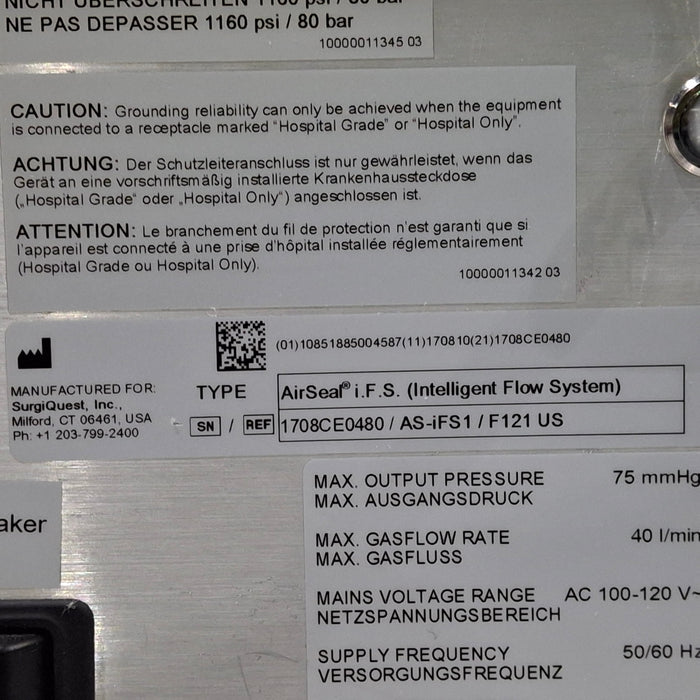 NE PAS DEPASSER 1160 psi / 80 bar
10000011345 03
CAUTION: Grounding reliability can only be achieved when the equipment
is connected to a receptacle marked "Hospital Grade" or "Hospital Only".
ACHTUNG: Der Schutzleiteranschluss ist nur gewährleistet, wenn das
Gerät an eine vorschriftsmäßig installierte Krankenhaussteckdose
(„Hospital Grade" oder „Hospital Only") angeschlossen ist.
ATTENTION: Le branchement du fil de protection n'est garanti que si
l'appareil est connecté à une prise d'hôpital installée réglementairement
(Hospital Grade ou Hospital Only).
10000011342 03
(01)10851885004587(11)170810(21)1708CE0480
MANUFACTURED FOR:
SurgiQuest, Inc.,
Milford, CT 06461, USA
Ph: +1 203-799-2400
TYPE AirSeal® i.F.S. (Intelligent Flow System)
SN / REF 1708CE0480 / AS-iFS1 / F121 US
MAX. OUTPUT PRESSURE 75 mmHg
MAX. AUSGANGSDRUCK
MAX. GASFLOW RATE 40 l/min
MAX. GASFLUSS
MAINS VOLTAGE RANGE AC 100-120 V~
NETZSPANNUNGSBEREICH
SUPPLY FREQUENCY 50/60 Hz
VERSORGUNGSFREQUENZ
aker